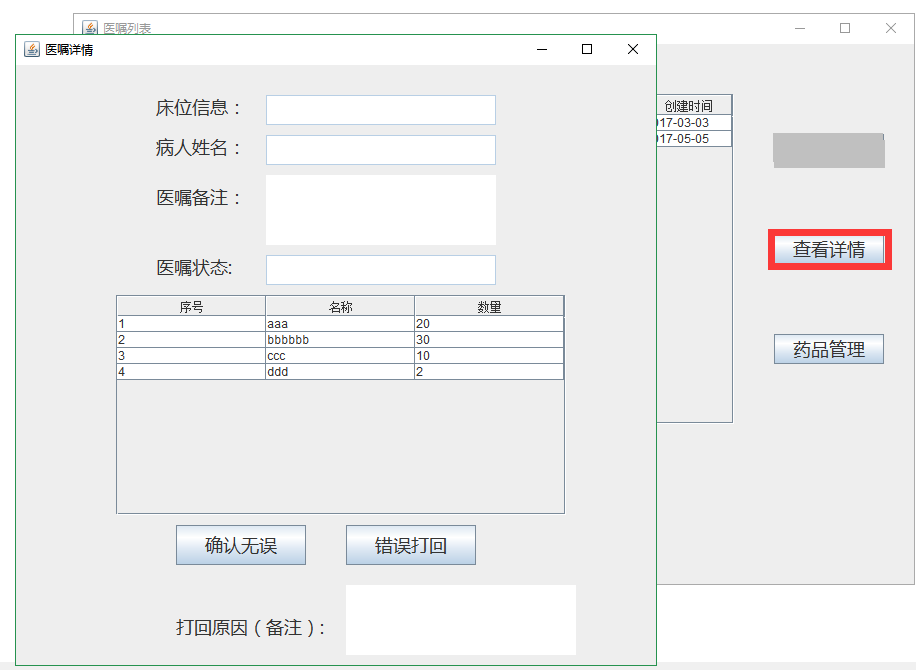 医嘱列表
医嘱详情
床位信息：
病人姓名：
医嘱备注：
医嘱状态:
序号 名称 数量
1 aaa 20
2 bbbbbb 30
3 ccc 10
4 ddd 2
确认无误 错误打回
打回原因（备注）:
创建时间
17-03-03
17-05-05
查看详情
药品管理